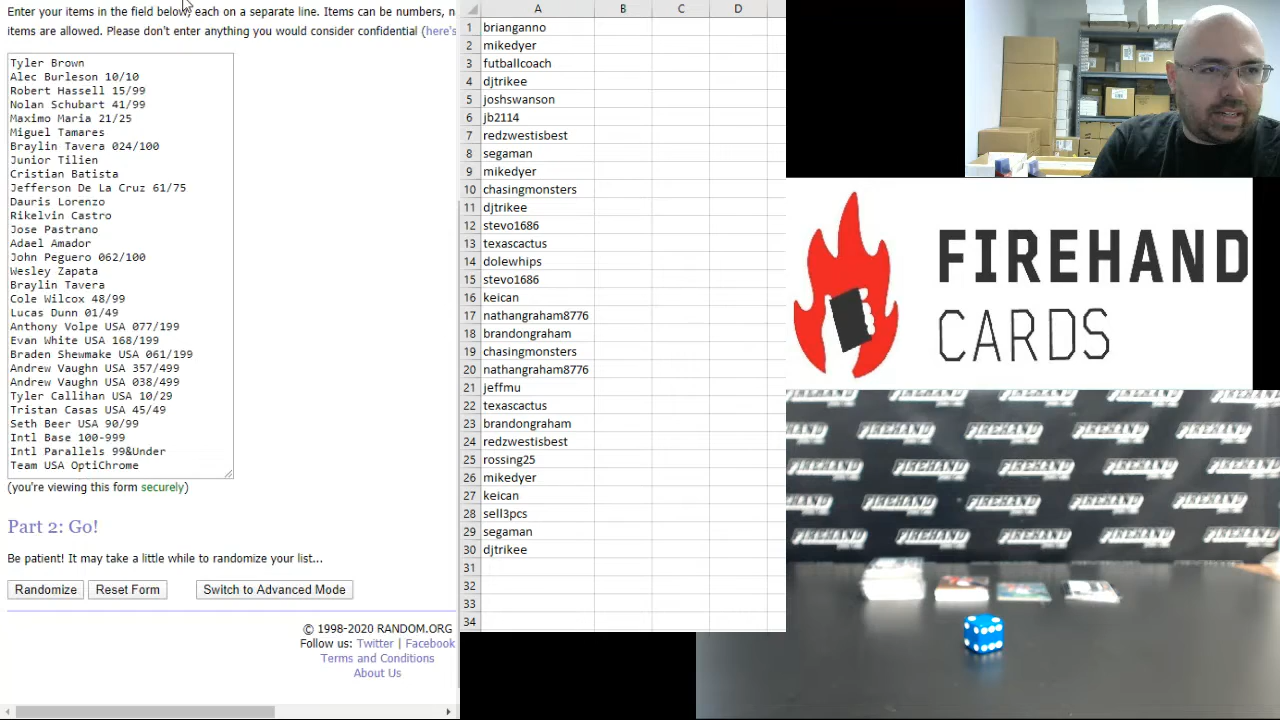 Enter your items in the field below, each on a separate line. Items can be numbers, n
items are allowed. Please don't enter anything you would consider confidential (here's
Tyler Brown
Alec Burleson 10/10
Robert Hassell 15/99
Nolan Schubart 41/99
Maximo Maria 21/25
Miguel Tamares
Braylin Tavera 024/100
Junior Tilien
Cristian Batista
Jefferson De La Cruz 61/75
Dauris Lorenzo
Rikelvin Castro
Jose Pastrano
Adael Amador
John Peguero 062/100
Wesley Zapata
Braylin Tavera
Cole Wilcox 48/99
Lucas Dunn 01/49
Anthony Volpe USA 077/199
Evan White USA 168/199
Braden Shewmake USA 061/199
Andrew Vaughn USA 357/499
Andrew Vaughn USA 038/499
Tyler Callihan USA 10/29
Tristan Casas USA 45/49
Seth Beer USA 90/99
Intl Base 100-999
Intl Parallels 99&Under
Team USA OptiChrome
(you're viewing this form securely)
Part 2: Go!
Be patient! It may take a little while to randomize your list...
Randomize Reset Form Switch to Advanced Mode
© 1998-2020 RANDOM.ORG
Follow us: Twitter | Facebook
Terms and Conditions
About Us
A B C D
1 brianganno
2 mikedyer
3 futballcoach
4 djtrikee
5 joshswanson
6 jb2114
7 redzwestisbest
8 segaman
9 mikedyer
10 chasingmonsters
11 djtrikee
12 stevo1686
13 texascactus
14 dolewhips
15 stevo1686
16 keican
17 nathangraham8776
18 brandongraham
19 chasingmonsters
20 nathangraham8776
21 jeffmu
22 texascactus
23 brandongraham
24 redzwestisbest
25 rossing25
26 mikedyer
27 keican
28 sell3pcs
29 segaman
30 djtrikee
31
32
33
34
FIREHAND
CARDS
FIREHAND
FIREHAND
FIREHAND
FIREHAND
FIREHAND
FIREHAND
FIREHAND
FIREHAND
FIREHAND